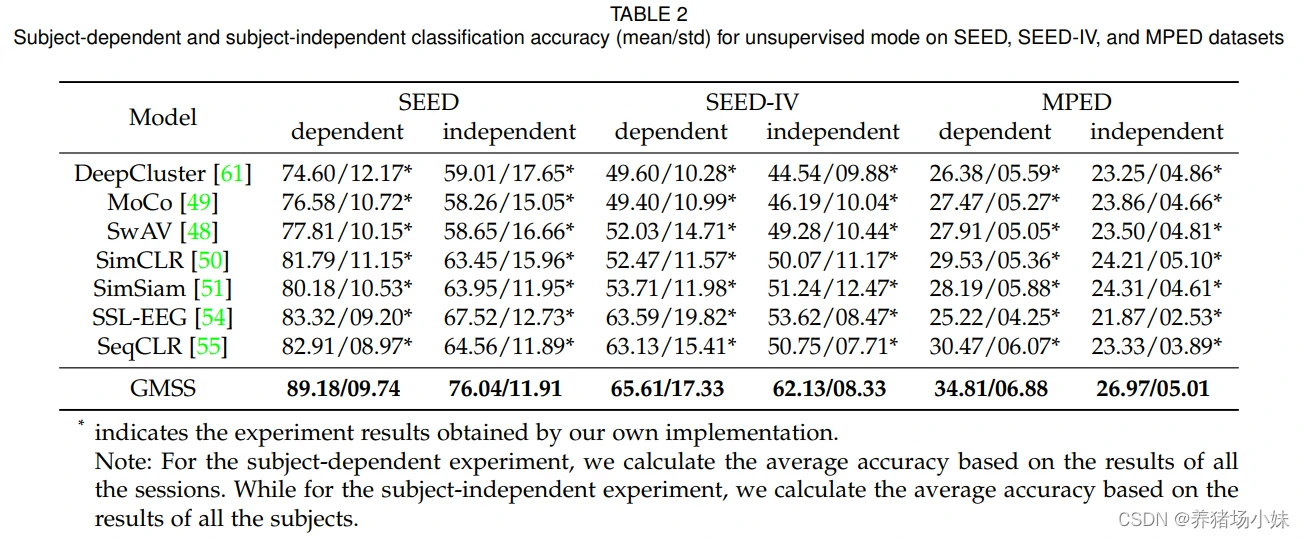 TABLE 2
Subject-dependent and subject-independent classification accuracy (mean/std) for unsupervised mode on SEED, SEED-IV, and MPED datasets
Model SEED SEED-IV MPED
dependent independent dependent independent dependent independent
DeepCluster [61] 74.60/12.17* 59.01/17.65* 49.60/10.28* 44.54/09.88* 26.38/05.59* 23.25/04.86*
MoCo [49] 76.58/10.72* 58.26/15.05* 49.40/10.99* 46.19/10.04* 27.47/05.27* 23.86/04.66*
SwAV [48] 77.81/10.15* 58.65/16.66* 52.03/14.71* 49.28/10.44* 27.91/05.05* 23.50/04.81*
SimCLR [50] 81.79/11.15* 63.45/15.96* 52.47/11.57* 50.07/11.17* 29.53/05.36* 24.21/05.10*
SimSiam [51] 80.18/10.53* 63.95/11.95* 53.71/11.98* 51.24/12.47* 28.19/05.88* 24.31/04.61*
SSL-EEG [54] 83.32/09.20* 67.52/12.73* 63.59/19.82* 53.62/08.47* 25.22/04.25* 21.87/02.53*
SeqCLR [55] 82.91/08.97* 64.56/11.89* 63.13/15.41* 50.75/07.71* 30.47/06.07* 23.33/03.89*
GMSS 89.18/09.74 76.04/11.91 65.61/17.33 62.13/08.33 34.81/06.88 26.97/05.01
* indicates the experiment results obtained by our own implementation.
Note: For the subject-dependent experiment, we calculate the average accuracy based on the results of all
the sessions. While for the subject-independent experiment, we calculate the average accuracy based on the
results of all the subjects.
CSDN @养猪场小妹